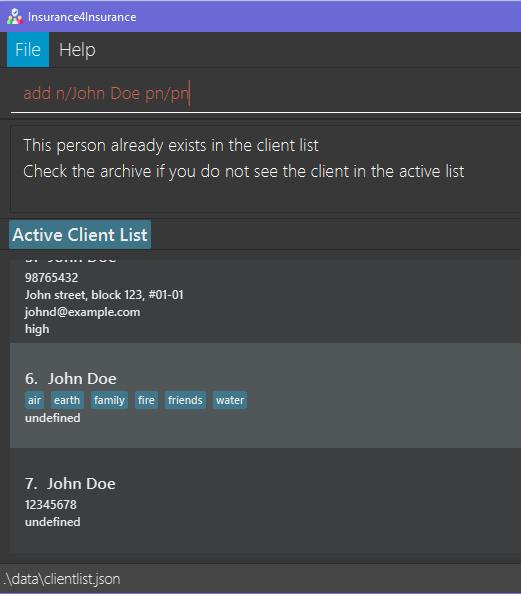 Insurance4Insurance
File Help
add n/John Doe pn/pn
This person already exists in the client list
Check the archive if you do not see the client in the active list
Active Client List
5. John Doe
98765432
John street, block 123, #01-01
johnd@example.com
high
6. John Doe
air earth family fire friends water
undefined
7. John Doe
12345678
undefined
.\data\clientlist.json